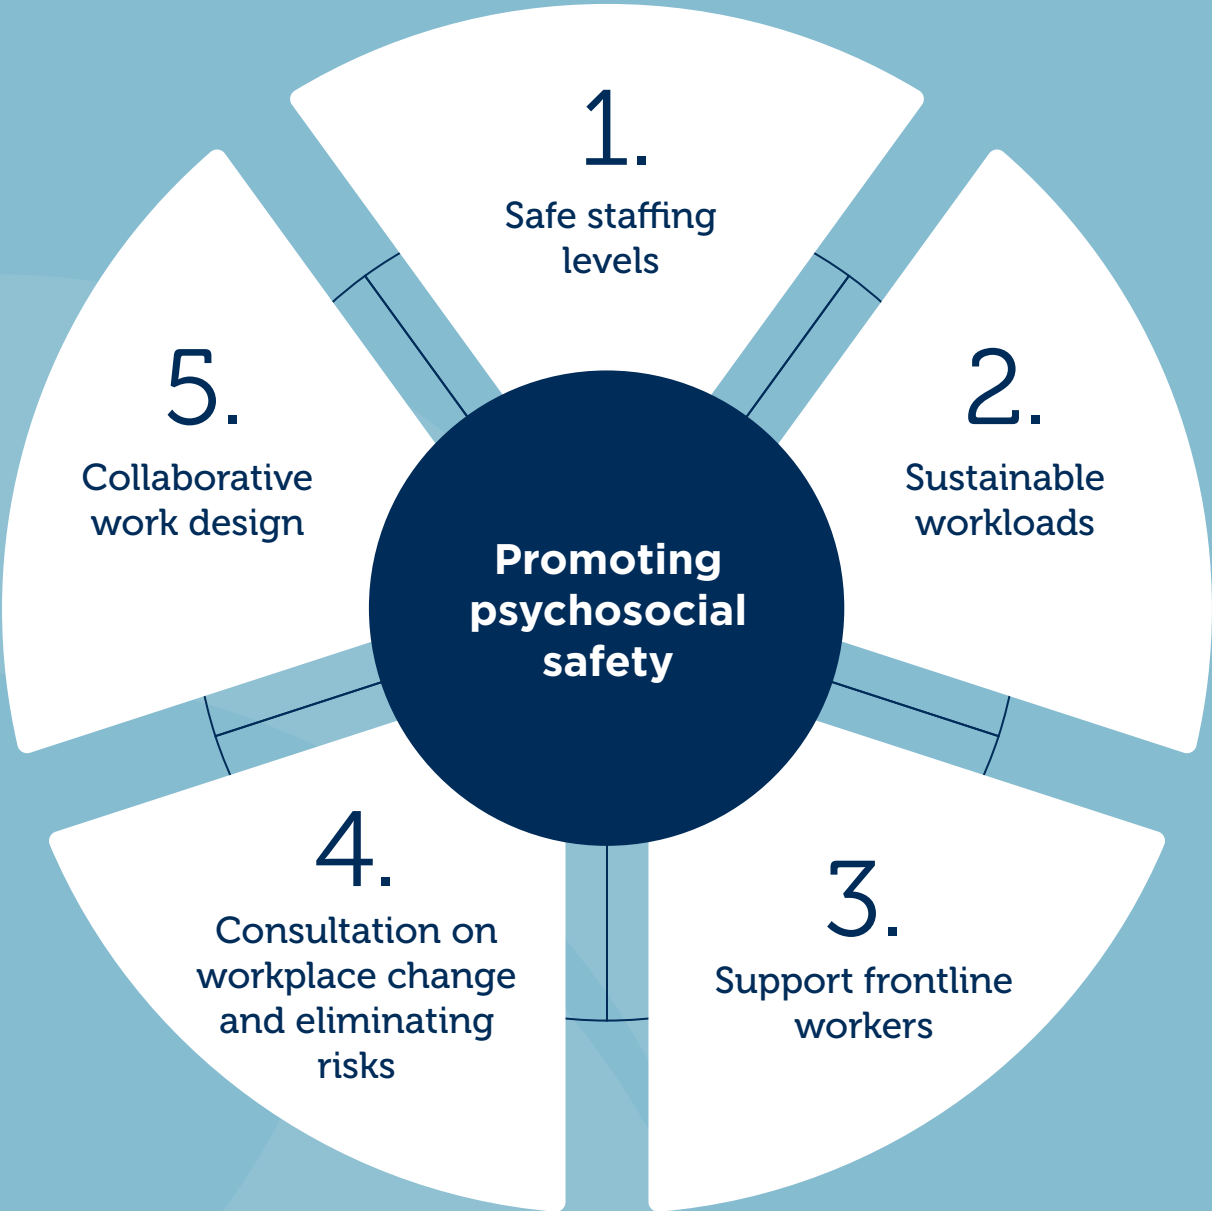 1.
Safe staffing
levels
2.
Sustainable
workloads
3.
Support frontline
workers
4.
Consultation on
workplace change
and eliminating
risks
5.
Collaborative
work design
Promoting
psychosocial
safety